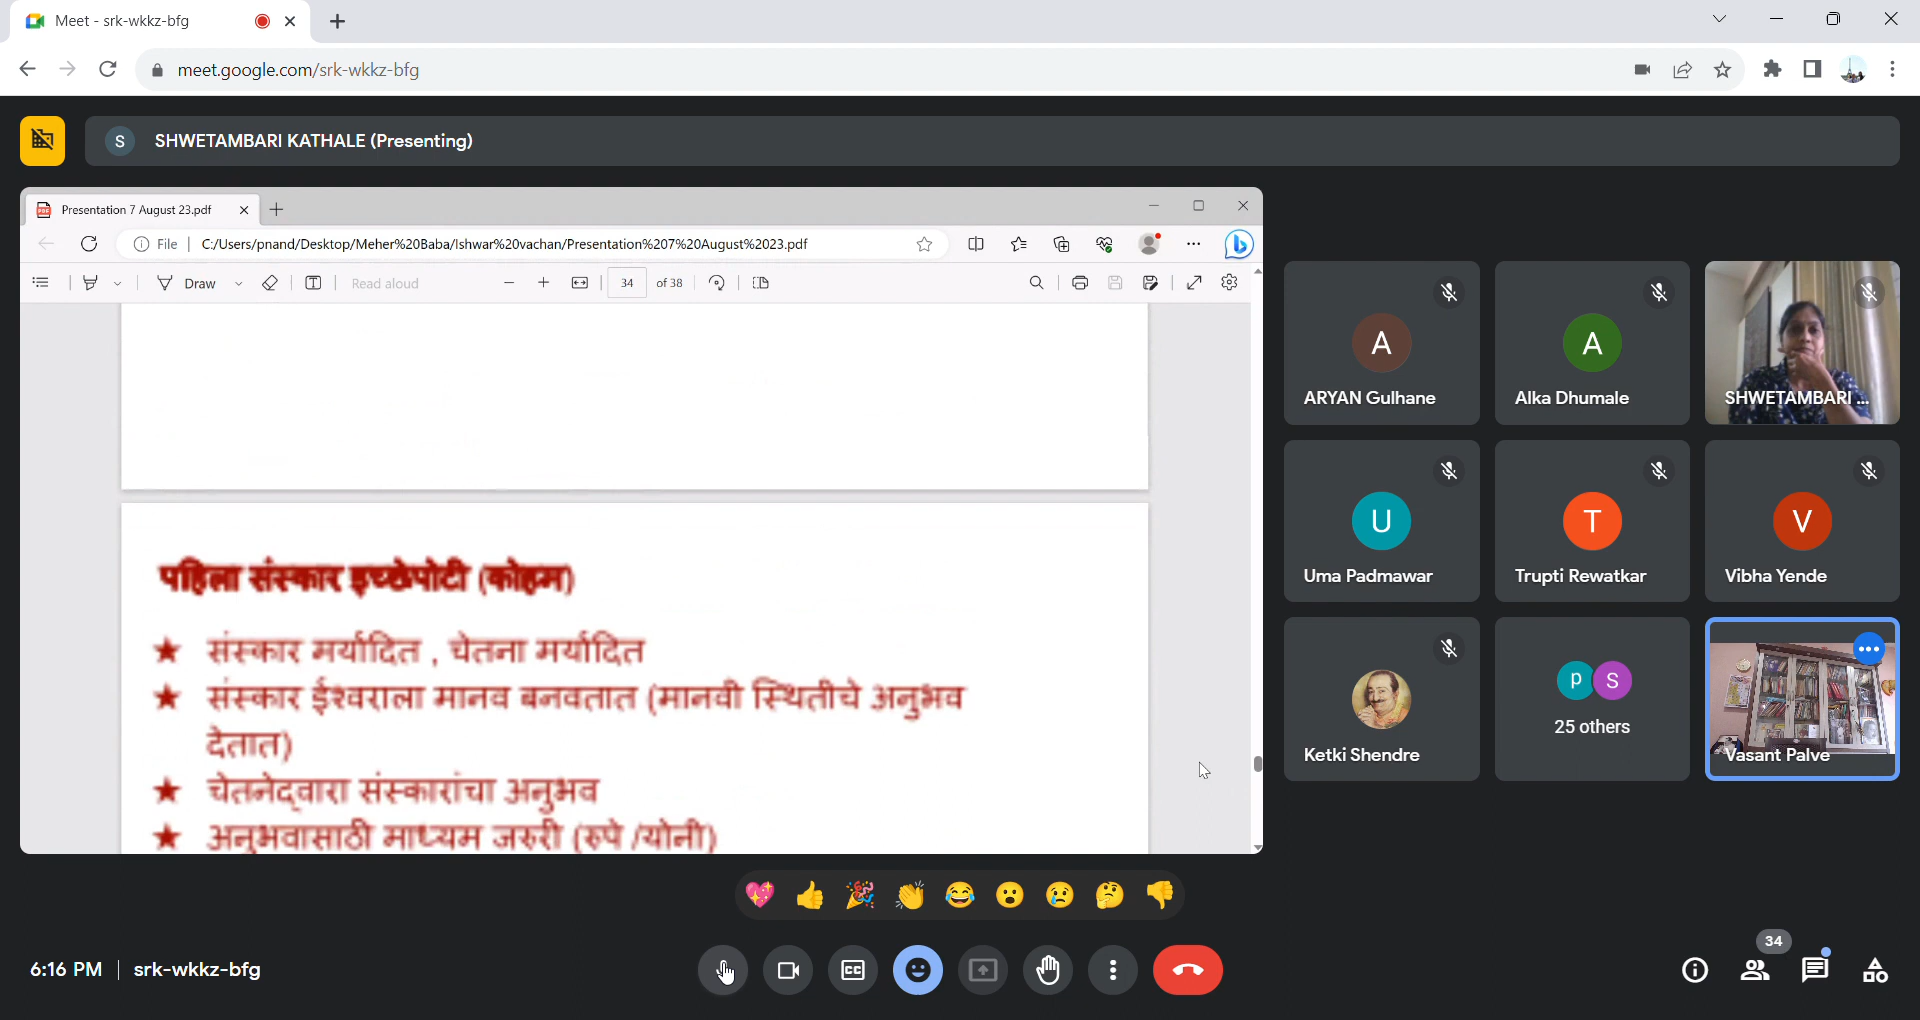 Meet - srk-wkkz-bfg
meet.google.com/srk-wkkz-bfg
S SHWETAMBARI KATHALE (Presenting)
Presentation 7 August 23.pdf
File C:/Users/pnand/Desktop/Meher%20Baba/Ishwar%20vachan/Presentation%207%20August%2023.pdf
Draw Read aloud 34 of 38
पहिला संस्कार इच्छेपोटी (कोहम)
★ संस्कार मर्यादित , चेतना मर्यादित
★ संस्कार ईश्वराला मानव बनवतात (मानवी स्थितीचे अनुभव
देतात)
★ चेतनेद्वारा संस्कारांचा अनुभव
★ अनुभवासाठी माध्यम जरुरी (रुपे /योनी)
A
ARYAN Gulhane
A
Alka Dhumale
SHWETAMBARI ...
U
Uma Padmawar
T
Trupti Rewatkar
V
Vibha Yende
Ketki Shendre
P S
25 others
Vasant Palve
6:16 PM srk-wkkz-bfg
CC
34